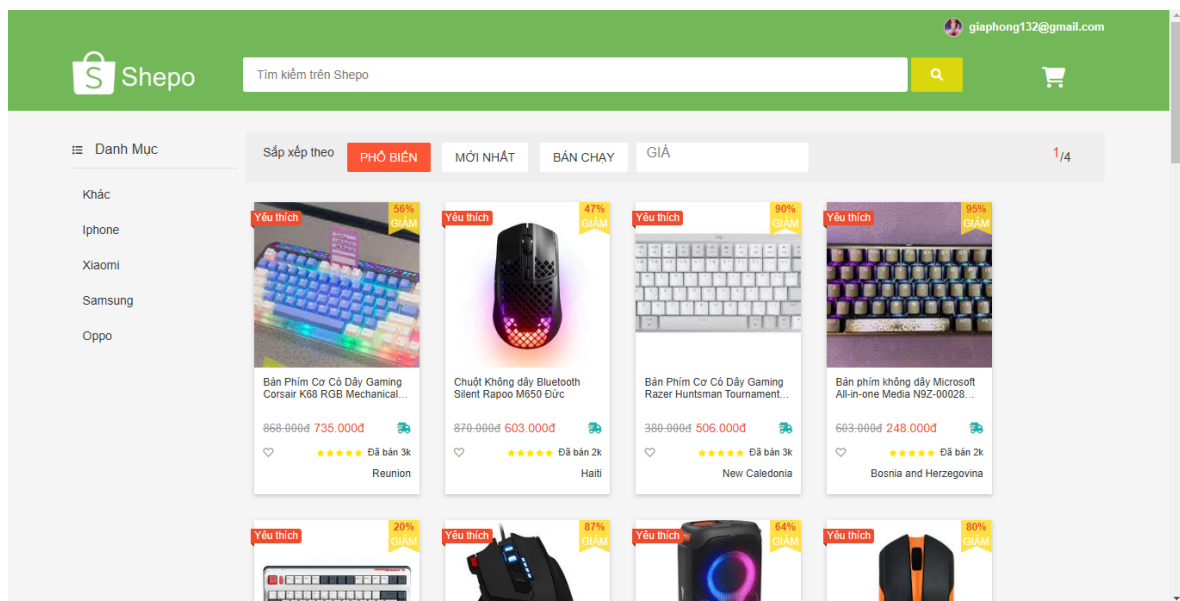 giaphong132@gmail.com
S Shepo
Tìm kiếm trên Shepo
Danh Mục
Khác
Iphone
Xiaomi
Samsung
Oppo
Sắp xếp theo
PHỔ BIẾN
MỚI NHẤT
BÁN CHẠY
GIÁ
1/4
Yêu thích
56%
GIẢM
Bàn Phím Cơ Có Dây Gaming
Corsair K68 RGB Mechanical...
868.000đ 735.000đ
Đã bán 3k
Reunion
Yêu thích
47%
GIẢM
Chuột Không dây Bluetooth
Silent Rapoo M650 Đức
870.000đ 603.000đ
Đã bán 2k
Haiti
Yêu thích
90%
GIẢM
Bàn Phím Cơ Có Dây Gaming
Razer Huntsman Tournament...
380.000đ 506.000đ
Đã bán 3k
New Caledonia
Yêu thích
95%
GIẢM
Bàn phím không dây Microsoft
All-in-one Media N9Z-00028...
603.000đ 248.000đ
Đã bán 2k
Bosnia and Herzegovina
Yêu thích
20%
GIẢM
Yêu thích
87%
GIẢM
Yêu thích
64%
GIẢM
Yêu thích
80%
GIẢM